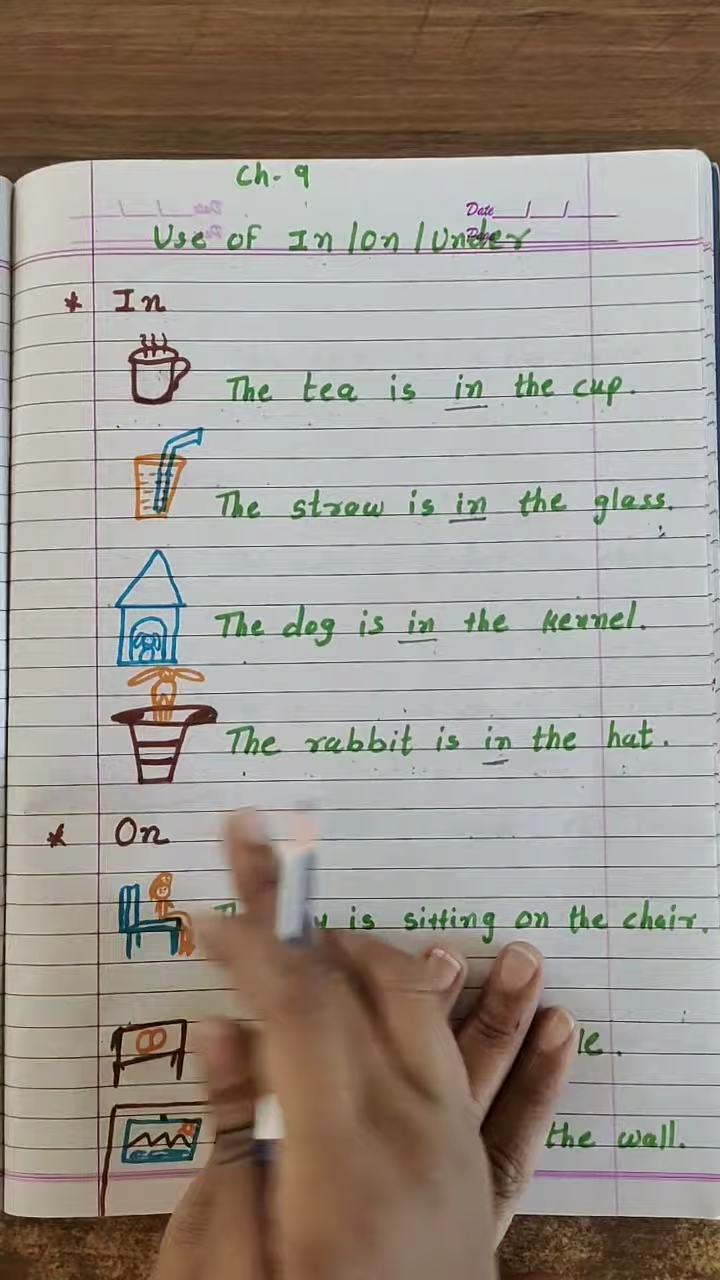 Ch- 9
Date
Use of In/On/Under
* In
The tea is in the cup.
The straw is in the glass.
The dog is in the kennel.
The rabbit is in the hat.
* On
is sitting on the chair.
the wall.